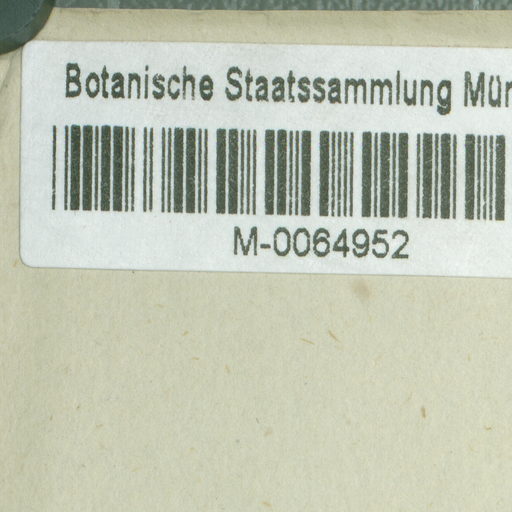 Botanische Staatssammlung Mün
M-0064952